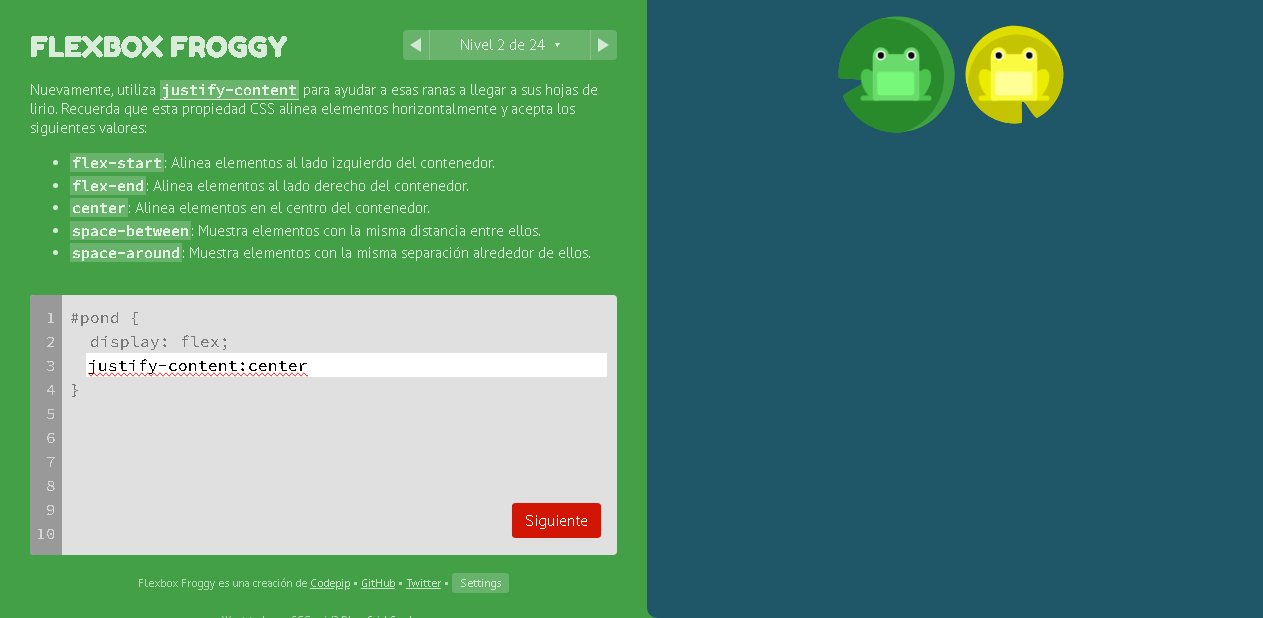 FLEXBOX FROGGY
Nivel 2 de 24
Nuevamente, utiliza justify-content para ayudar a esas ranas a llegar a sus hojas de
lirio. Recuerda que esta propiedad CSS alinea elementos horizontalmente y acepta los
siguientes valores:
flex-start: Alinea elementos al lado izquierdo del contenedor.
flex-end: Alinea elementos al lado derecho del contenedor.
center: Alinea elementos en el centro del contenedor.
space-between: Muestra elementos con la misma distancia entre ellos.
space-around: Muestra elementos con la misma separación alrededor de ellos.
1 #pond {
2 display: flex;
3 justify-content:center
4 }
5
6
7
8
9
10
Siguiente
Flexbox Froggy es una creación de Codepip • GitHub • Twitter • Settings